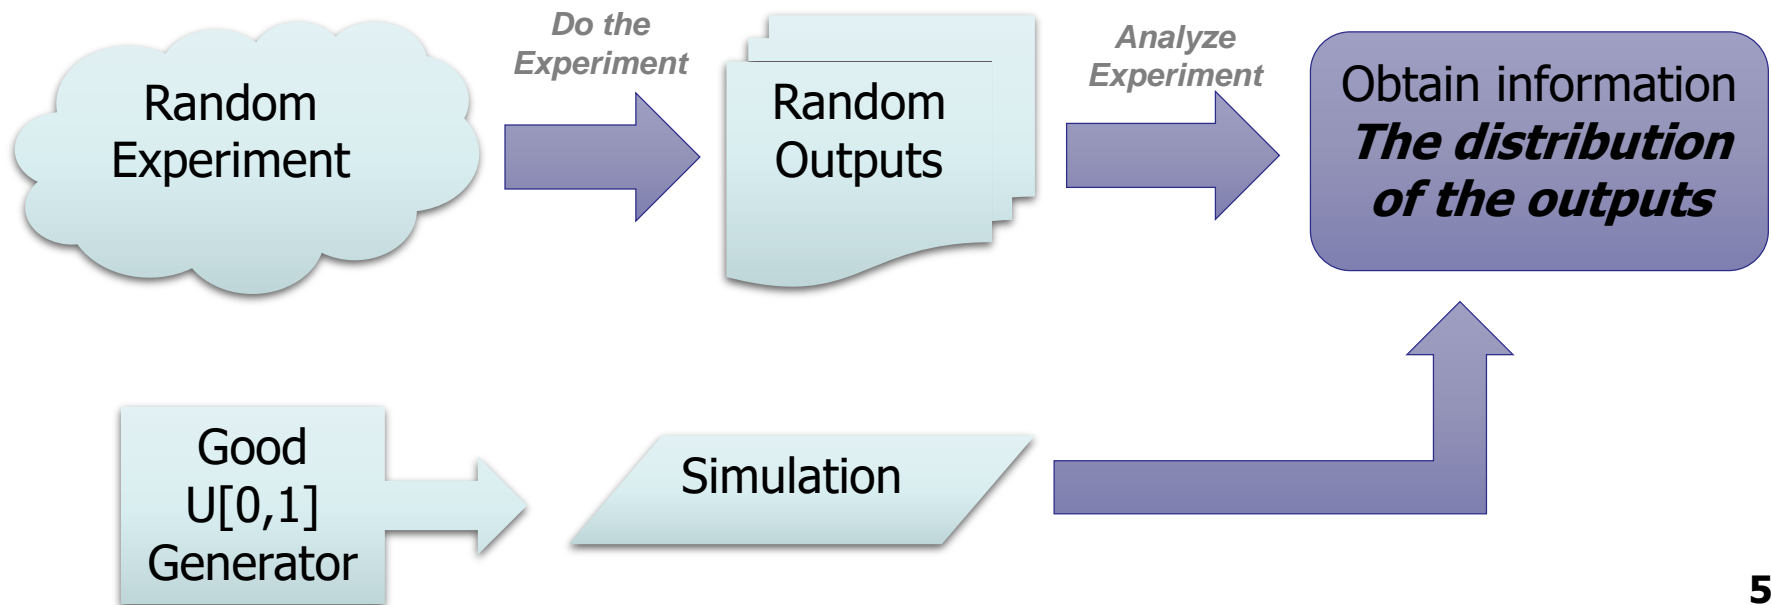 Random
Experiment
Do the
Experiment
Random
Outputs
Analyze
Experiment
Obtain information
The distribution
of the outputs
Good
U[0,1]
Generator
Simulation
5